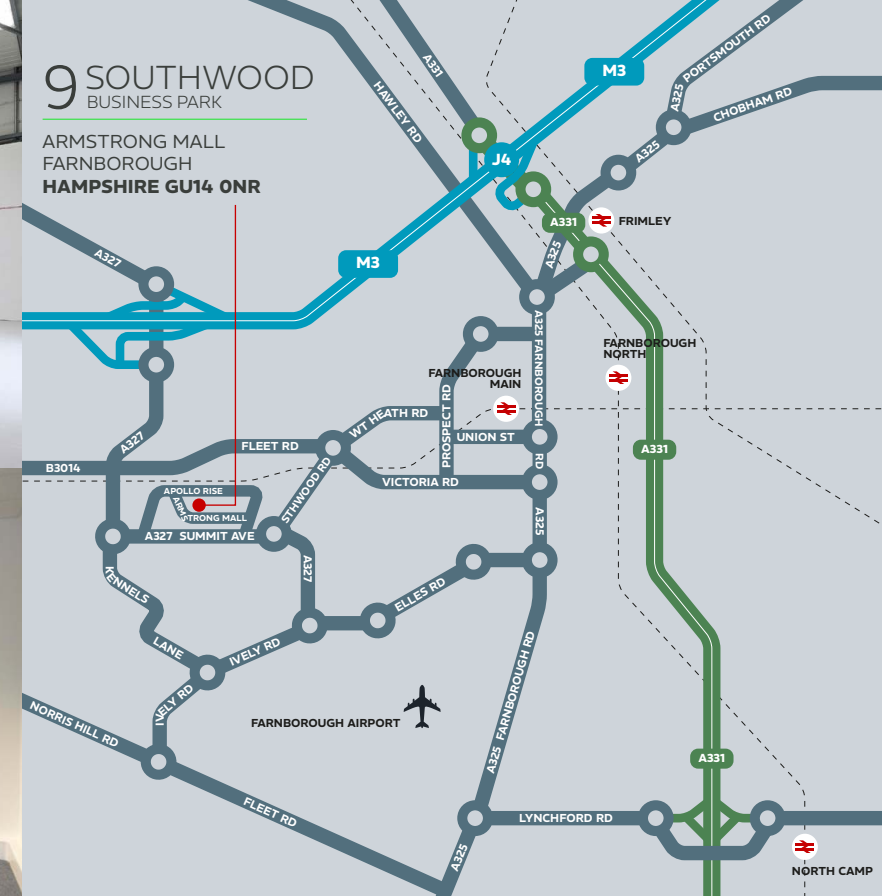 9 SOUTHWOOD
BUSINESS PARK
ARMSTRONG MALL
FARNBOROUGH
HAMPSHIRE GU14 0NR
A331
HAWLEY RD
M3
A325 PORTSMOUTH RD
CHOBHAM RD
A325
J4
A331
FRIMLEY
A325
A327
M3
A325 FARNBOROUGH RD
FARNBOROUGH
NORTH
FARNBOROUGH
MAIN
PROSPECT RD
WT HEATH RD
UNION ST
A327
FLEET RD
B3014
A331
VICTORIA RD
STHWOOD RD
APOLLO RISE
ARMSTRONG MALL
A327 SUMMIT AVE
A325
A327
KENNELS
LANE
ELLES RD
IVELY RD
IVELY RD
NORRIS HILL RD
FARNBOROUGH AIRPORT
A325 FARNBOROUGH RD
A331
FLEET RD
LYNCHFORD RD
A325
NORTH CAMP